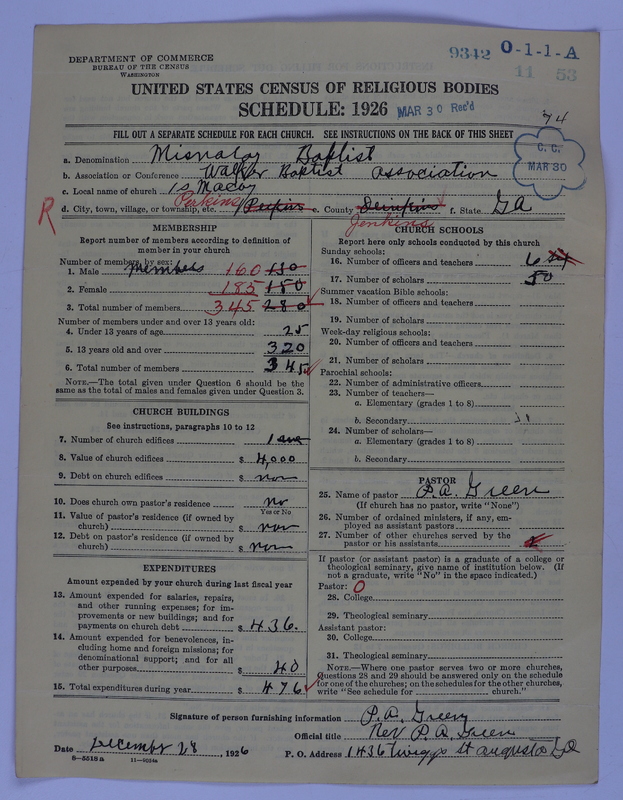 9342 0-1-1-A
11 53
DEPARTMENT OF COMMERCE
BUREAU OF THE CENSUS
WASHINGTON
UNITED STATES CENSUS OF RELIGIOUS BODIES
SCHEDULE: 1926 MAR 30 Rec'd
74
FILL OUT A SEPARATE SCHEDULE FOR EACH CHURCH. SEE INSTRUCTIONS ON THE BACK OF THIS SHEET
C. C.
MAR 30
a. Denomination Baptist
b. Association or Conference Walker Baptist association
c. Local name of church Macoy
R d. City, town, village, or township, etc. Perkins e. County Jenkins f. State Ga
MEMBERSHIP
Report number of members according to definition of
member in your church
Number of members by sex:
1. Male members 160 130
2. Female 185 150
3. Total number of members 345 280
Number of members under and over 13 years old:
4. Under 13 years of age 25
5. 13 years old and over 320
6. Total number of members 345
NOTE.—The total given under Question 6 should be the
same as the total of males and females given under Question 3.
CHURCH BUILDINGS
See instructions, paragraphs 10 to 12
7. Number of church edifices 1
8. Value of church edifices $ 4,000
9. Debt on church edifices $ non
10. Does church own pastor's residence No
Yes or No
11. Value of pastor's residence (if owned by
church) $ non
12. Debt on pastor's residence (if owned by
church) $ non
EXPENDITURES
Amount expended by your church during last fiscal year
13. Amount expended for salaries, repairs,
and other running expenses; for im-
provements or new buildings; and for
payments on church debt $ 436.
14. Amount expended for benevolences, in-
cluding home and foreign missions; for
denominational support; and for all
other purposes $ 40
15. Total expenditures during year $ 476
CHURCH SCHOOLS
Report here only schools conducted by this church
Sunday schools:
16. Number of officers and teachers 6
17. Number of scholars 50
Summer vacation Bible schools:
18. Number of officers and teachers
19. Number of scholars
Week-day religious schools:
20. Number of officers and teachers
21. Number of scholars
Parochial schools:
22. Number of administrative officers
23. Number of teachers—
a. Elementary (grades 1 to 8)
b. Secondary
24. Number of scholars—
a. Elementary (grades 1 to 8)
b. Secondary
PASTOR
25. Name of pastor P.A. Green
(If church has no pastor, write "None")
26. Number of ordained ministers, if any, em-
ployed as assistant pastors
27. Number of other churches served by the
pastor or his assistants
If pastor (or assistant pastor) is a graduate of a college or
theological seminary, give name of institution below. (If
not a graduate, write "No" in the space indicated.)
Pastor: 0
28. College
29. Theological seminary
Assistant pastor:
30. College
31. Theological seminary
NOTE.—Where one pastor serves two or more churches,
Questions 28 and 29 should be answered only on the schedule
for one of the churches; on the schedules for the other churches,
write "See schedule for church."
Signature of person furnishing information P.A. Green
Official title Rev P.A. Green
Date December 28, 1926 P. O. Address 1436 Twiggs St augusta Ga
8-5518a 11-9034a